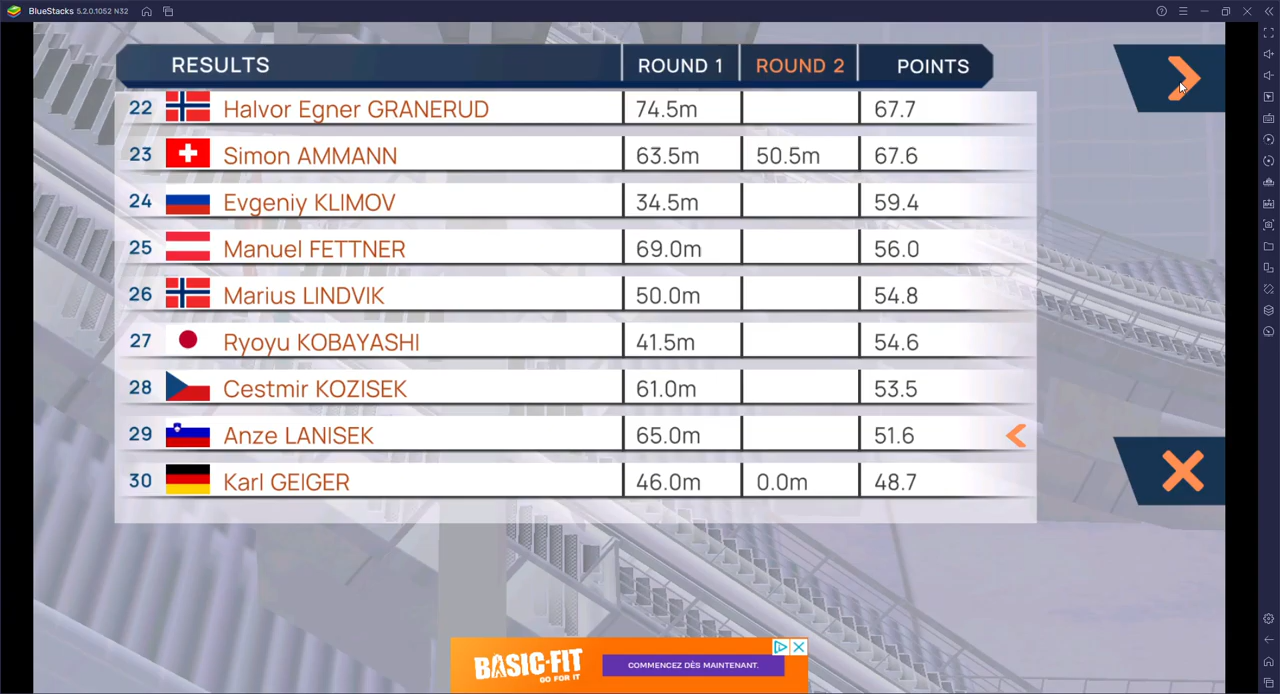 BlueStacks 5.2.0.1052 N32
RESULTS ROUND 1 ROUND 2 POINTS
22 Halvor Egner GRANERUD 74.5m 67.7
23 Simon AMMANN 63.5m 50.5m 67.6
24 Evgeniy KLIMOV 34.5m 59.4
25 Manuel FETTNER 69.0m 56.0
26 Marius LINDVIK 50.0m 54.8
27 Ryoyu KOBAYASHI 41.5m 54.6
28 Cestmir KOZISEK 61.0m 53.5
29 Anze LANISEK 65.0m 51.6
30 Karl GEIGER 46.0m 0.0m 48.7
BASIC-FIT
GO FOR IT
COMMENCEZ DÈS MAINTENANT.